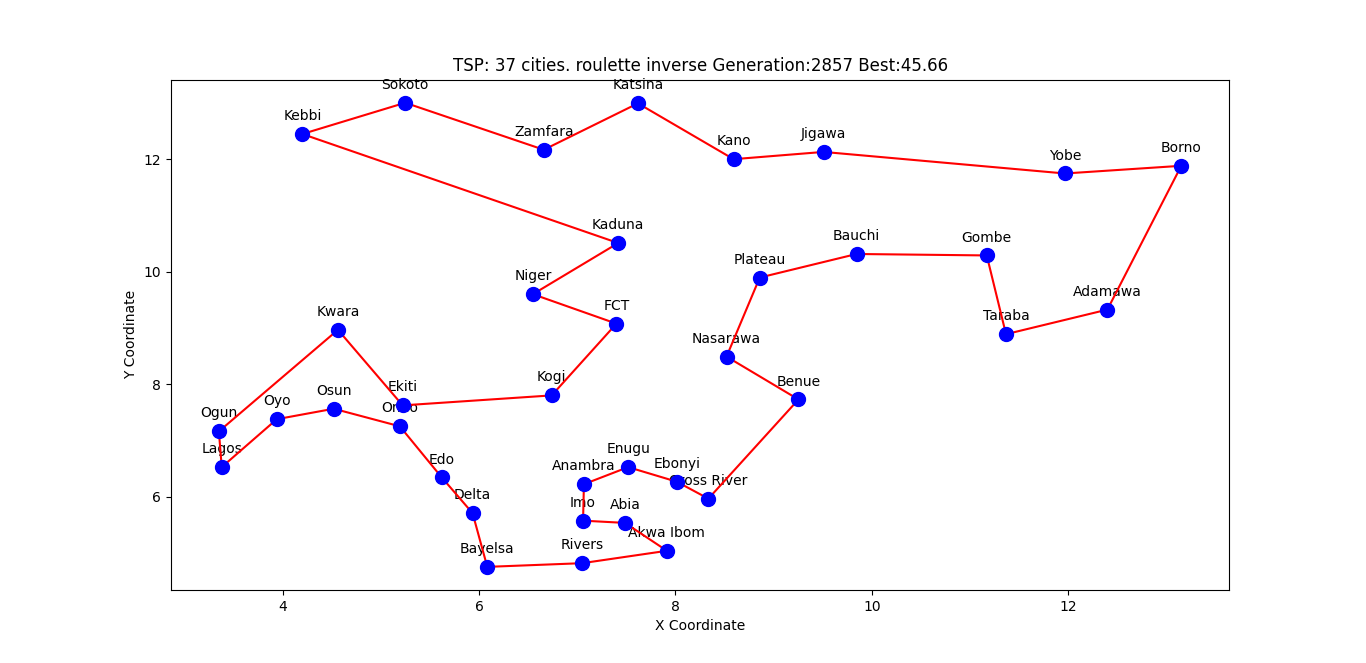 TSP: 37 cities. roulette inverse Generation:2857 Best:45.66
Sokoto
Katsina
Kebbi
Zamfara
Kano
Jigawa
Yobe
Borno
Kaduna
Bauchi
Gombe
Plateau
Niger
Adamawa
FCT
Kwara
Taraba
Nasarawa
Kogi
Benue
Ekiti
Osun
Oyo
Ogun
Lagos
Enugu
Edo
Anambra
Ebonyi
Delta
Imo
Abia
Akwa Ibom
Bayelsa
Rivers
River
12
10
8
6
4
6
8
10
12
Y Coordinate
X Coordinate